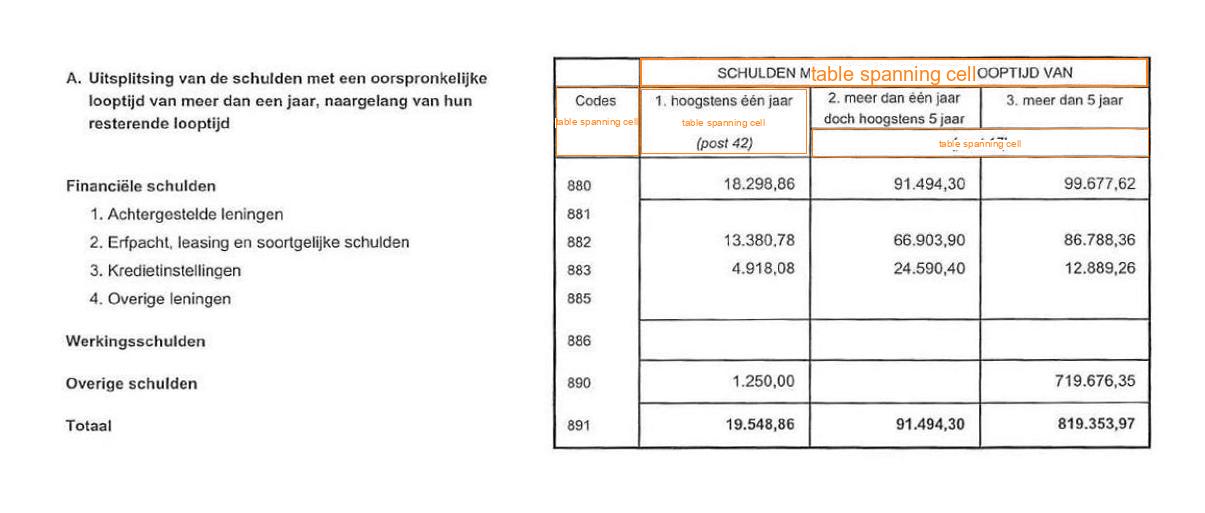 A. Uitsplitsing van de schulden met een oorspronkelijke
looptijd van meer dan een jaar, naargelang van hun
resterende looptijd
SCHULDEN M table spanning cell OOPTIJD VAN
Codes 1. hoogstens één jaar 2. meer dan één jaar 3. meer dan 5 jaar
doch hoogstens 5 jaar
table spanning cell table spanning cell
(post 42) table spanning cell
Financiële schulden 880 18.298,86 91.494,30 99.677,62
1. Achtergestelde leningen 881
2. Erfpacht, leasing en soortgelijke schulden 882 13.380,78 66.903,90 86.788,36
3. Kredietinstellingen 883 4.918,08 24.590,40 12.889,26
4. Overige leningen 885
Werkingsschulden 886
Overige schulden 890 1.250,00 719.676,35
Totaal 891 19.548,86 91.494,30 819.353,97